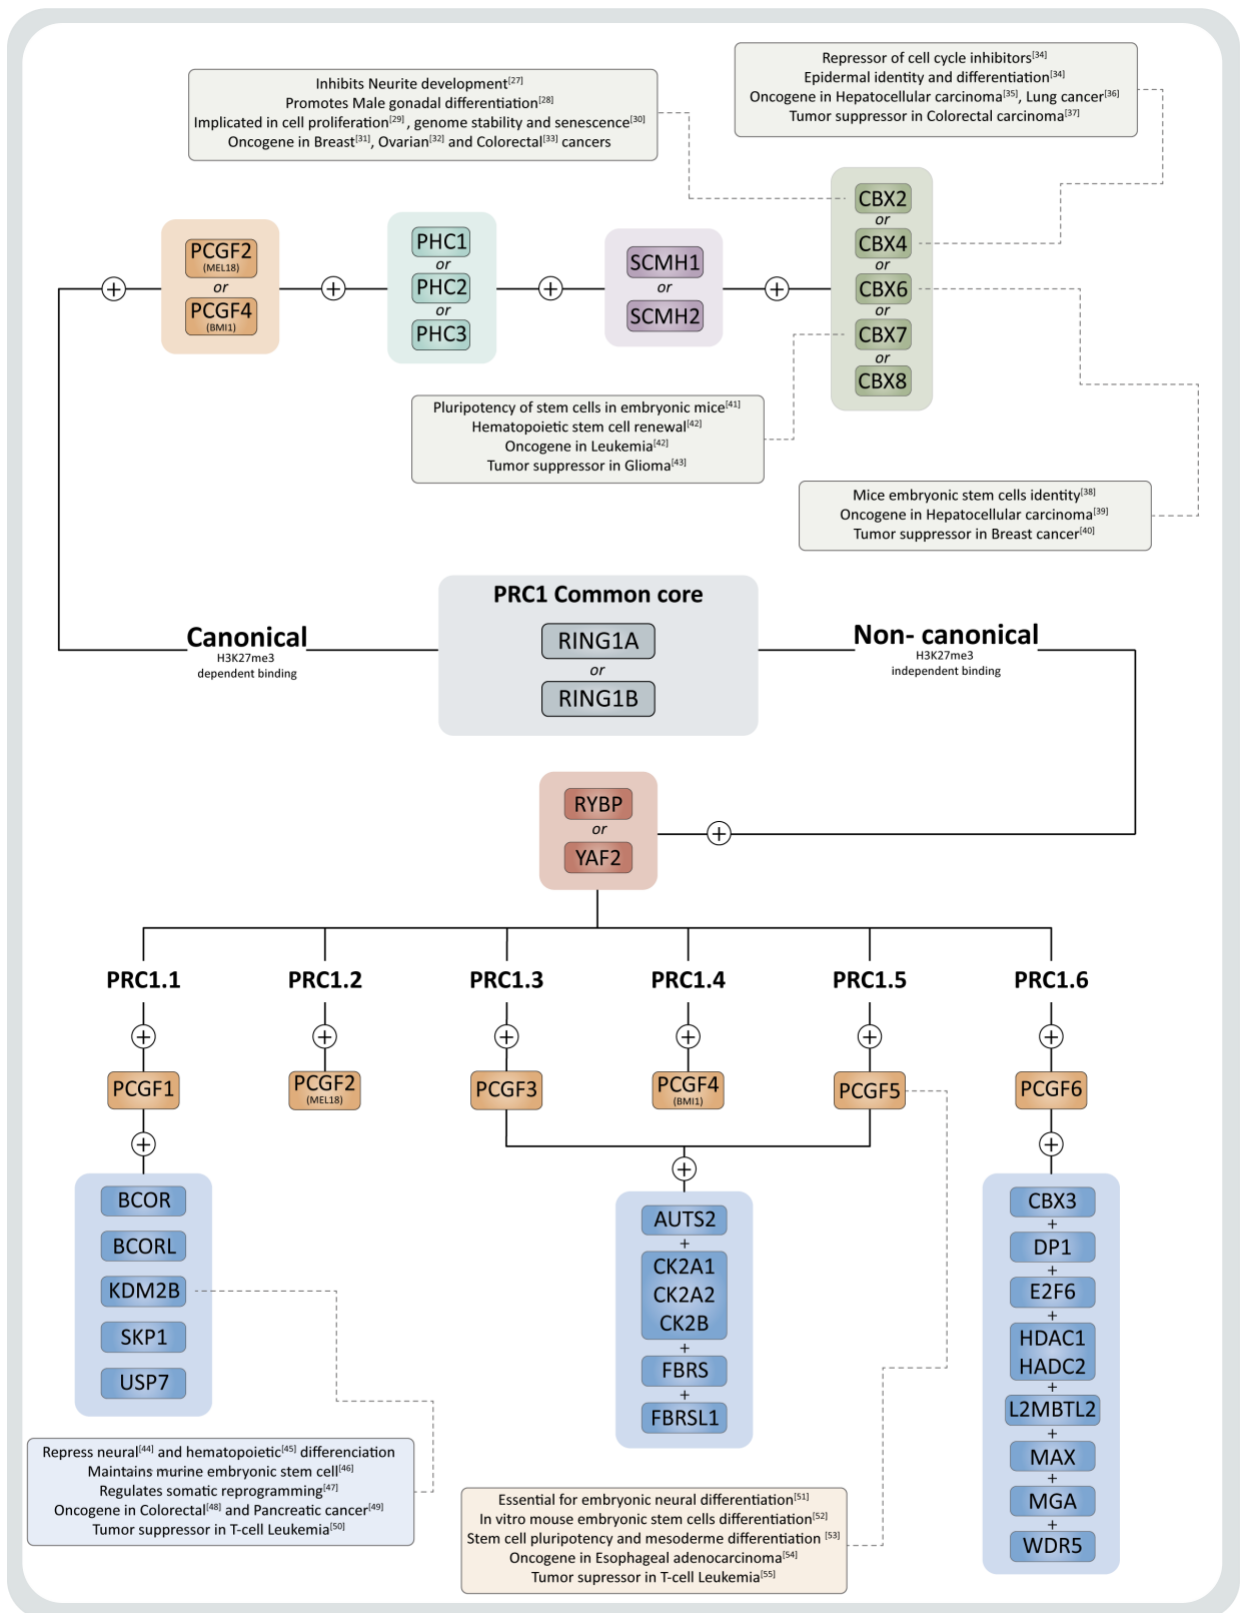 Inhibits Neurite development[27]
Promotes Male gonadal differentiation[28]
Implicated in cell proliferation[29], genome stability and senescence[30]
Oncogene in Breast[31], Ovarian[32] and Colorectal[33] cancers
Repressor of cell cycle inhibitors[34]
Epidermal identity and differentiation[34]
Oncogene in Hepatocellular carcinoma[35], Lung cancer[36]
Tumor suppressor in Colorectal carcinoma[37]
PCGF2
(MEL18)
or
PCGF4
(BMI1)
PHC1
or
PHC2
or
PHC3
SCMH1
or
SCMH2
CBX2
or
CBX4
or
CBX6
or
CBX7
or
CBX8
+
+
+
+
Pluripotency of stem cells in embryonic mice[41]
Hematopoietic stem cell renewal[42]
Oncogene in Leukemia[42]
Tumor suppressor in Glioma[43]
Mice embryonic stem cells identity[38]
Oncogene in Hepatocellular carcinoma[39]
Tumor suppressor in Breast cancer[40]
PRC1 Common core
RING1A
or
RING1B
Canonical
H3K27me3
dependent binding
Non- canonical
H3K27me3
independent binding
RYBP
or
YAF2
+
PRC1.1
PRC1.2
PRC1.3
PRC1.4
PRC1.5
PRC1.6
+
+
+
+
+
+
PCGF1
PCGF2
(MEL18)
PCGF3
PCGF4
(BMI1)
PCGF5
PCGF6
+
+
+
BCOR
BCORL
KDM2B
SKP1
USP7
AUTS2
+
CK2A1
CK2A2
CK2B
+
FBRS
+
FBRSL1
CBX3
+
DP1
+
E2F6
+
HDAC1
HADC2
+
L2MBTL2
+
MAX
+
MGA
+
WDR5
Repress neural[44] and hematopoietic[45] differenciation
Maintains murine embryonic stem cell[46]
Regulates somatic reprogramming[47]
Oncogene in Colorectal[48] and Pancreatic cancer[49]
Tumor suppressor in T-cell Leukemia[50]
Essential for embryonic neural differentiation[51]
In vitro mouse embryonic stem cells differentiation[52]
Stem cell pluripotency and mesoderme differentiation [53]
Oncogene in Esophageal adenocarcinoma[54]
Tumor supressor in T-cell Leukemia[55]